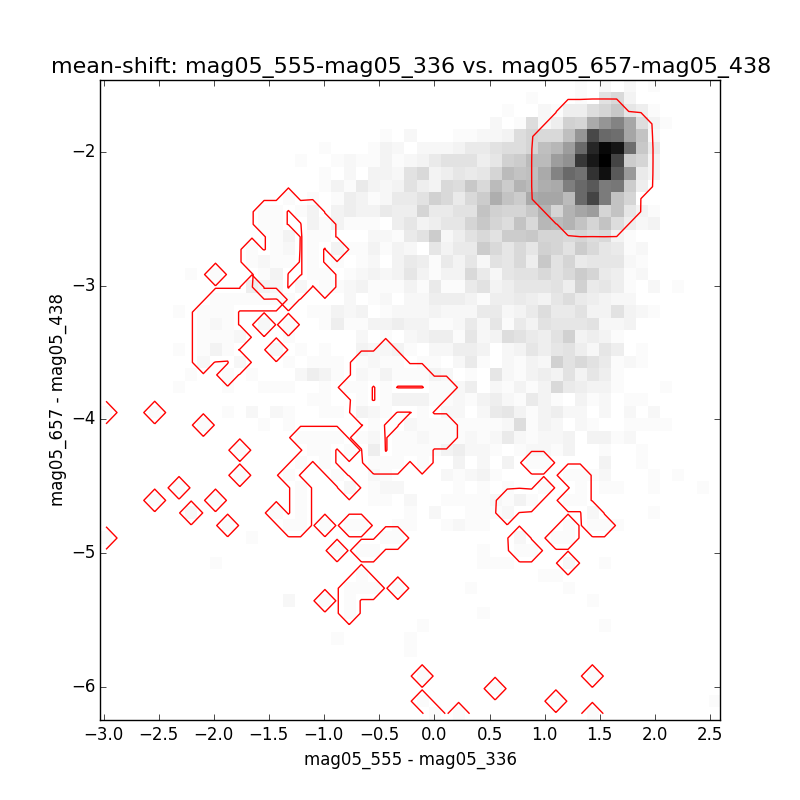 mean-shift: mag05_555-mag05_336 vs. mag05_657-mag05_438
−2
−3
−4
−5
−6
mag05_657 - mag05_438
−3.0 −2.5 −2.0 −1.5 −1.0 −0.5 0.0 0.5 1.0 1.5 2.0 2.5
mag05_555 - mag05_336